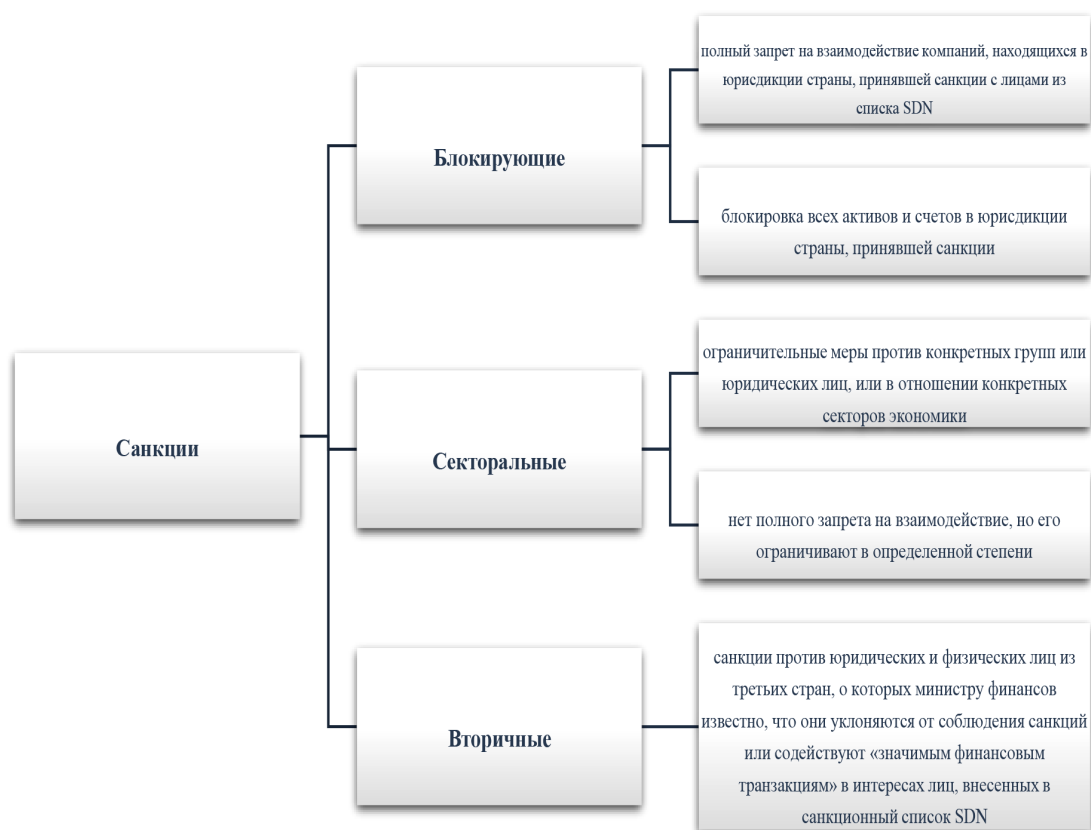 Санкции
Блокирующие
полный запрет на взаимодействие компаний, находящихся в
юрисдикции страны, принявшей санкции с лицами из
списка SDN
блокировка всех активов и счетов в юрисдикции
страны, принявшей санкции
Секторальные
ограничительные меры против конкретных групп или
юридических лиц, или в отношении конкретных
секторов экономики
нет полного запрета на взаимодействие, но его
ограничивают в определенной степени
Вторичные
санкции против юридических и физических лиц из
третьих стран, о которых министру финансов
известно, что они уклоняются от соблюдения санкций
или содействуют «значимым финансовым
транзакциям» в интересах лиц, внесенных в
санкционный список SDN